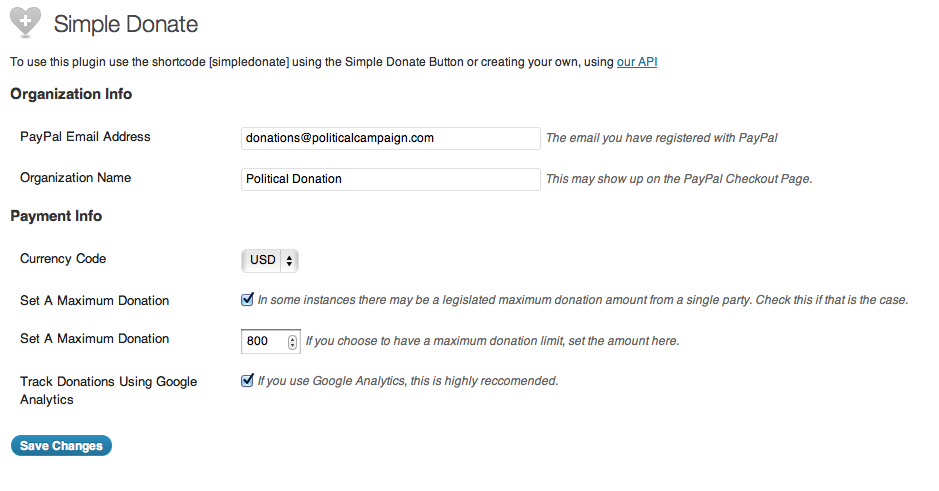 Simple Donate
To use this plugin use the shortcode [simpledonate] using the Simple Donate Button or creating your own, using our API
Organization Info
PayPal Email Address donations@politicalcampaign.com The email you have registered with PayPal
Organization Name Political Donation This may show up on the PayPal Checkout Page.
Payment Info
Currency Code USD
Set A Maximum Donation In some instances there may be a legislated maximum donation amount from a single party. Check this if that is the case.
Set A Maximum Donation 800 If you choose to have a maximum donation limit, set the amount here.
Track Donations Using Google If you use Google Analytics, this is highly reccomended.
Analytics
Save Changes